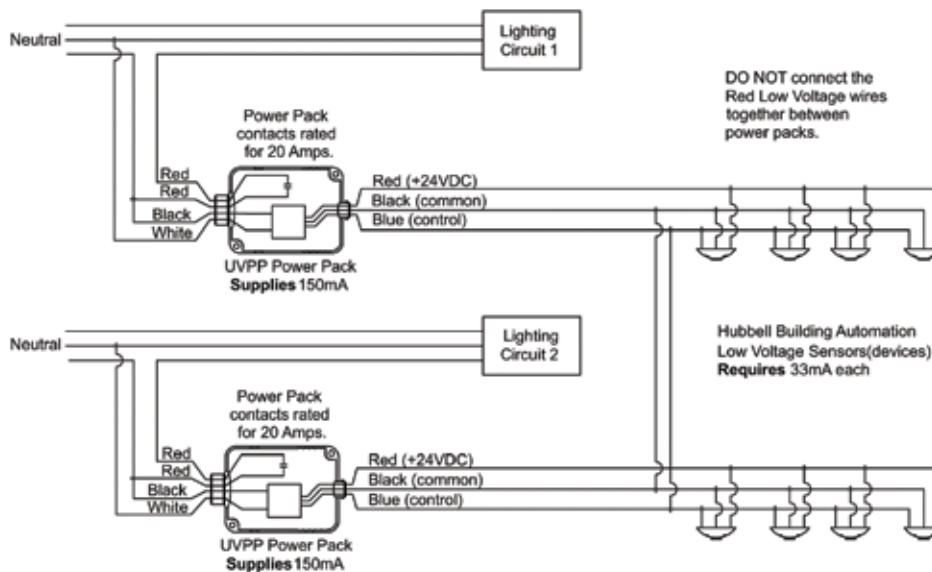 Neutral
Lighting
Circuit 1
DO NOT connect the
Red Low Voltage wires
together between
power packs.
Power Pack
contacts rated
for 20 Amps.
Red
Red
Black
White
Red (+24VDC)
Black (common)
Blue (control)
UVPP Power Pack
Supplies 150mA
Neutral
Lighting
Circuit 2
Hubbell Building Automation
Low Voltage Sensors(devices)
Requires 33mA each
Power Pack
contacts rated
for 20 Amps.
Red
Red
Black
White
Red (+24VDC)
Black (common)
Blue (control)
UVPP Power Pack
Supplies 150mA